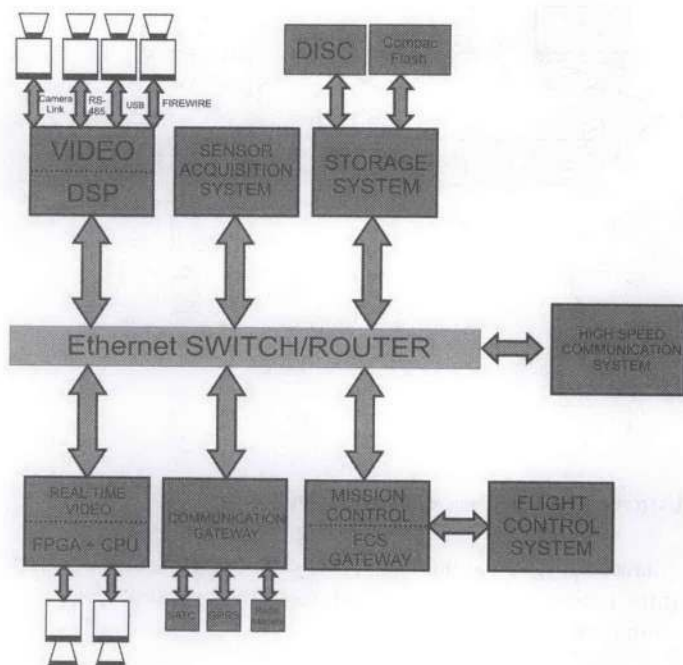 DISC
Compac
Flash
Camera
Link
RS-
485
USB
FIREWIRE
VIDEO
DSP
SENSOR
ACQUISITION
SYSTEM
STORAGE
SYSTEM
Ethernet SWITCH/ROUTER
HIGH SPEED
COMMUNICATION
SYSTEM
REAL TIME
VIDEO
FPGA + CPU
COMMUNICATION
GATEWAY
MISSION
CONTROL
FCS
GATEWAY
FLIGHT
CONTROL
SYSTEM
GPRS
Radio